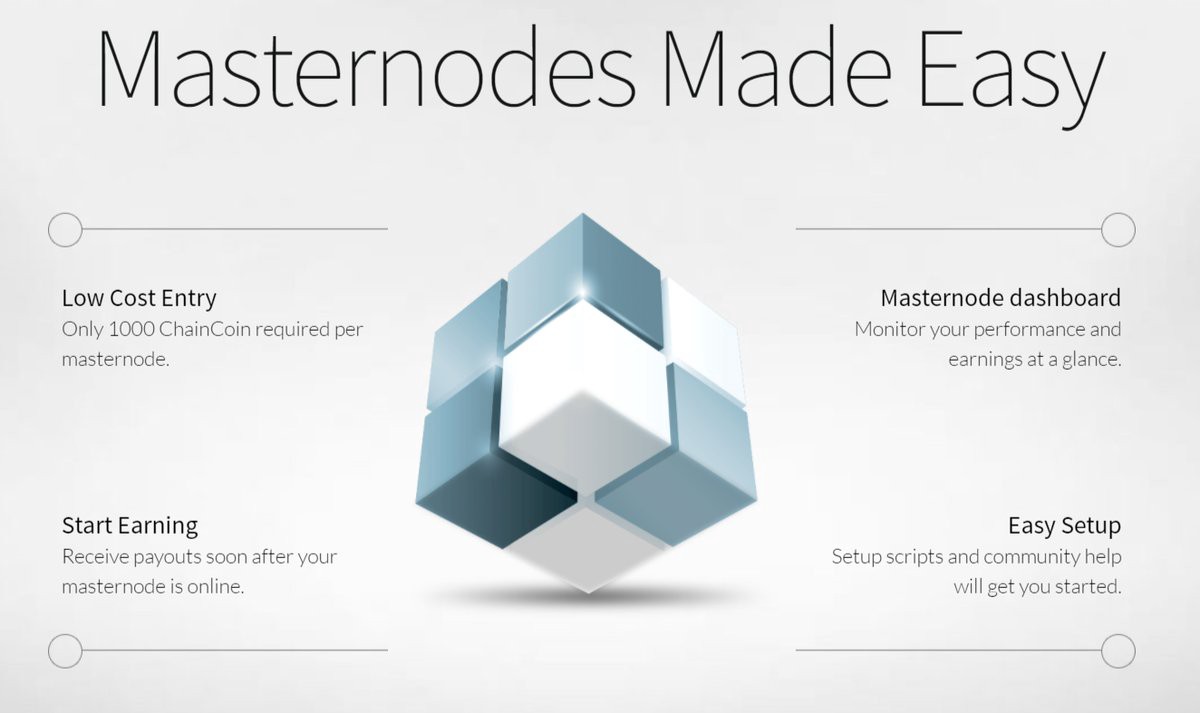 Masternodes Made Easy
Low Cost Entry
Only 1000 ChainCoin required per
masternode.
Masternode dashboard
Monitor your performance and
earnings at a glance.
Start Earning
Receive payouts soon after your
masternode is online.
Easy Setup
Setup scripts and community help
will get you started.